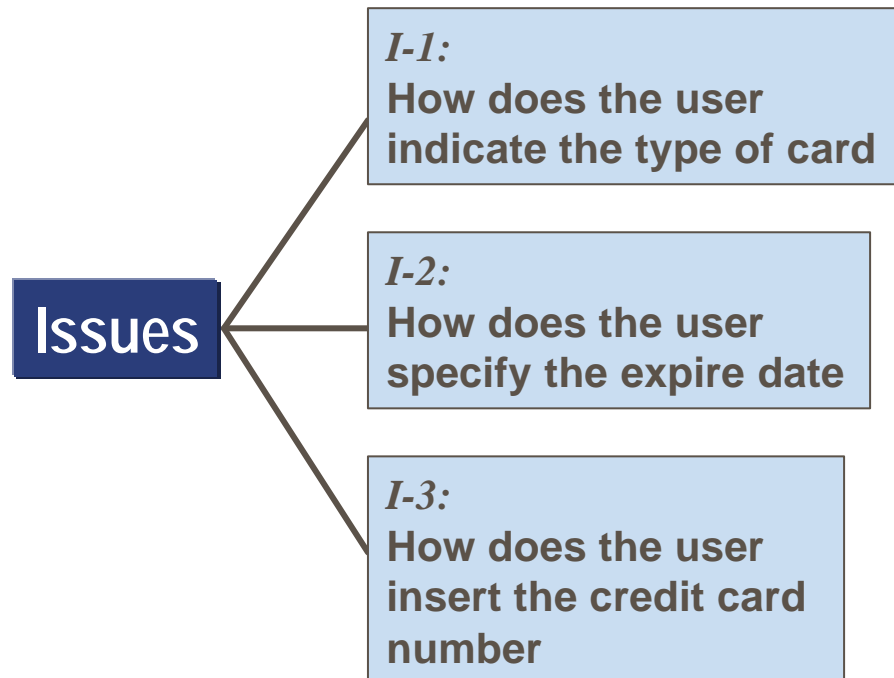 I-1:
How does the user
indicate the type of card
I-2:
How does the user
specify the expire date
Issues
I-3:
How does the user
insert the credit card
number